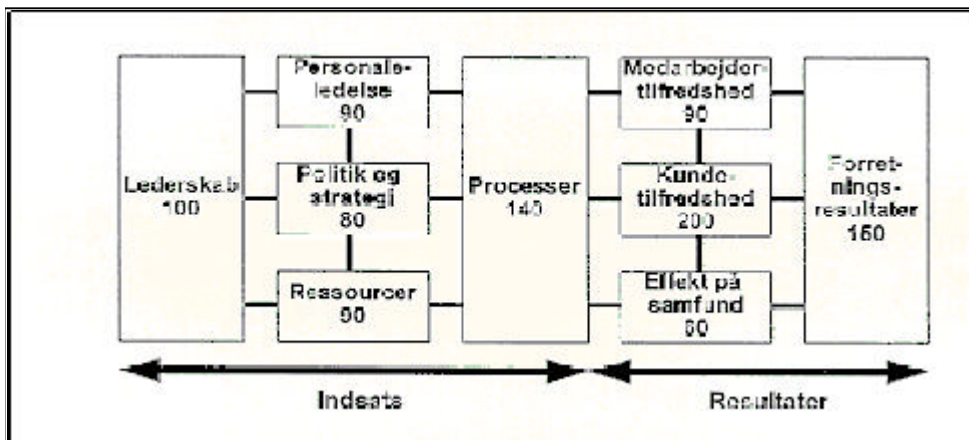 Lederskab
100
Personale-
ledelse
90
Politik og
strategi
80
Ressourcer
90
Processer
140
Medarbejder-
tilfredshed
90
Kunde-
tilfredshed
200
Effekt på
samfund
60
Forret-
nings-
resultater
150
Indsats
Resultater